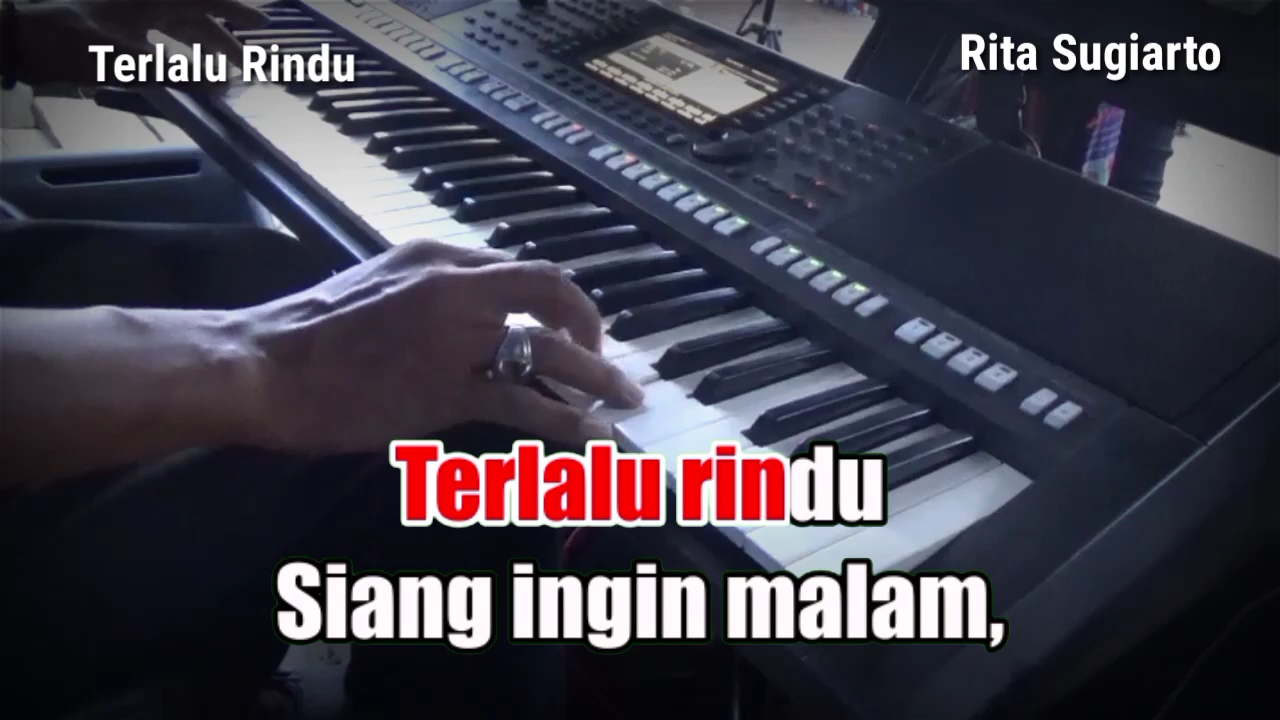 Terlalu Rindu
Rita Sugiarto
Terlalu rindu
Siang ingin malam,